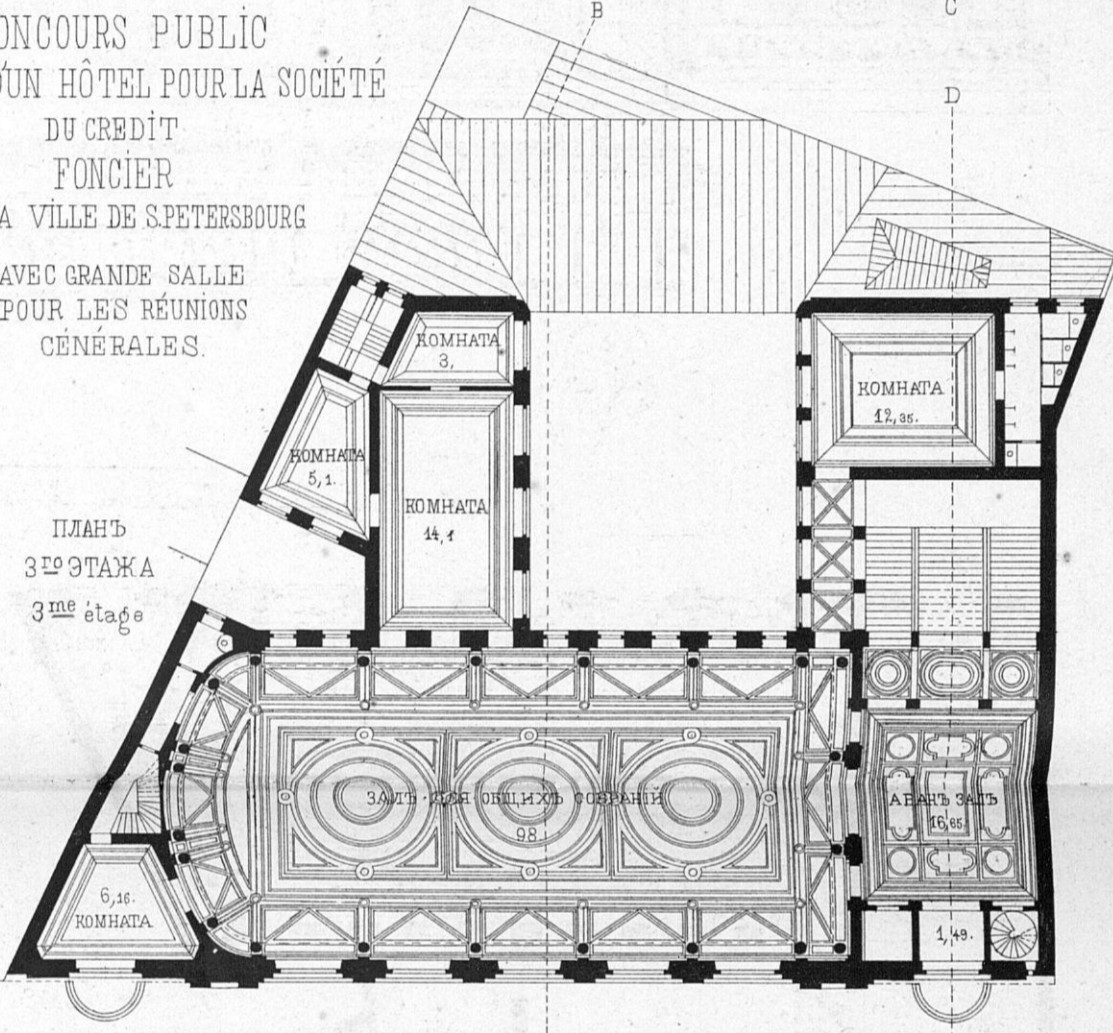 ONCOURS PUBLIC
'UN HÔTEL POUR LA SOCIÉTÉ
DU CREDIT
FONCIER
A VILLE DE S.PETERSBOURG
AVEC GRANDE SALLE
POUR LES RÉUNIONS
CÉNÉRALES.
B
C
D
КОМНАТА
3,
КОМНАТА
12,35.
КОМНАТА
5,1.
КОМНАТА
14,1
ПЛАНЪ
3го ЭТАЖА
3me étage
ЗАЛЪ ДЛЯ ОБЩИХЪ СОБРАНІЙ
98.
АВАНЪ ЗАЛЪ
16,65.
6,16.
КОМНАТА
1,49.